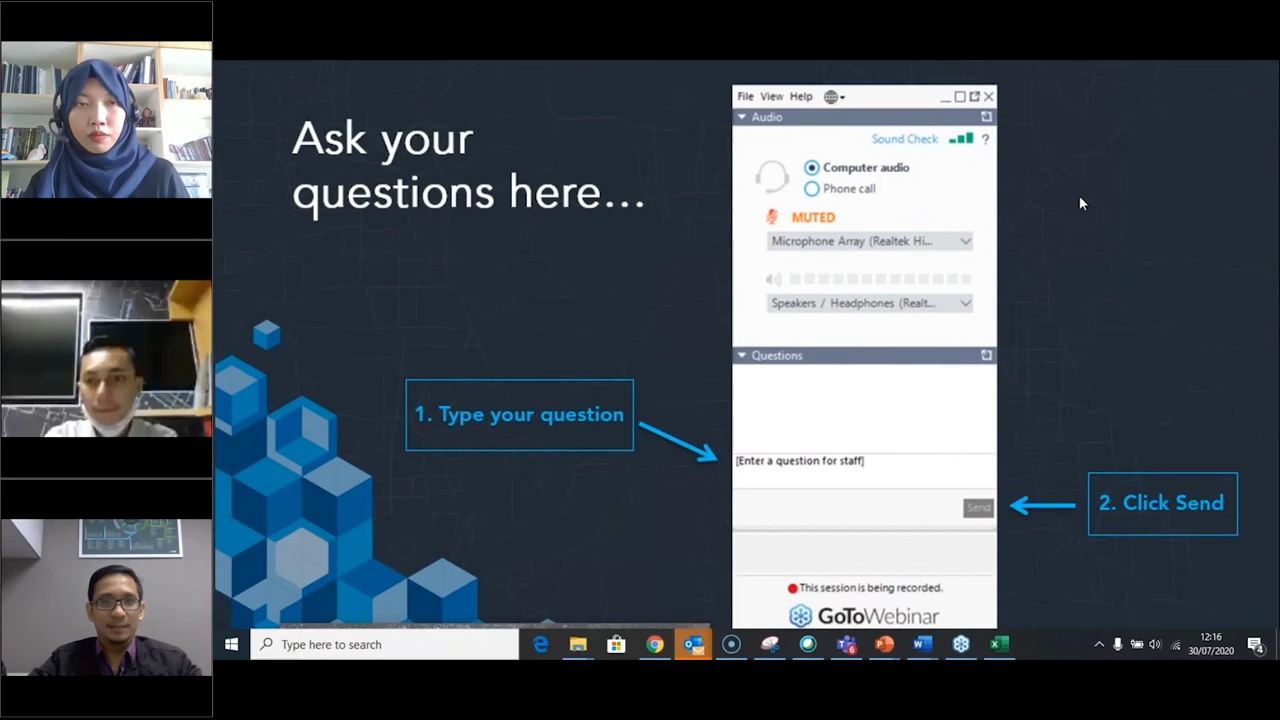 Ask your
questions here...
File View Help
Audio
Sound Check ?
Computer audio
Phone call
MUTED
Microphone Array (Realtek Hi...
Speakers / Headphones (Realt...
Questions
1. Type your question
[Enter a question for staff]
Send
2. Click Send
This session is being recorded.
GoToWebinar
Type here to search
6
12:16
30/07/2020
4